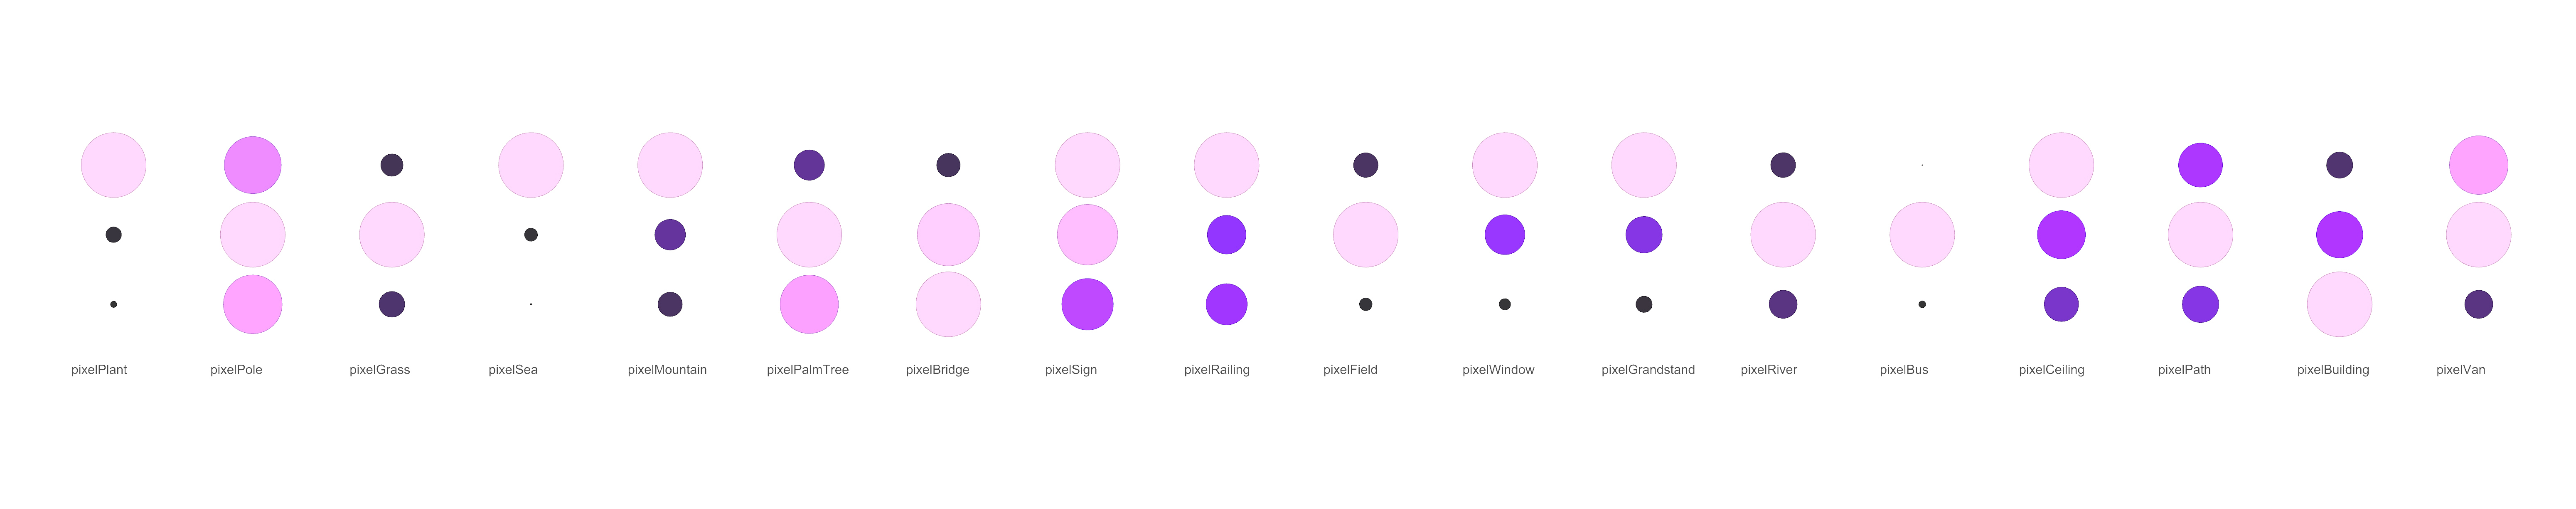 pixelPlant pixelPole pixelGrass pixelSea pixelMountain pixelPalmTree pixelBridge pixelSign pixelRailing pixelField pixelWindow pixelGrandstand pixelRiver pixelBus pixelCeiling pixelPath pixelBuilding pixelVan